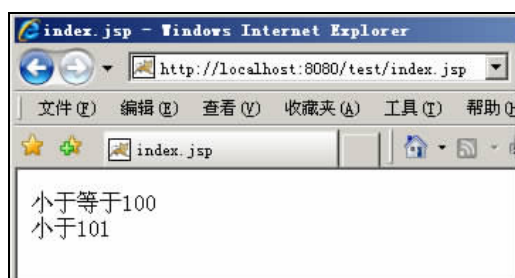 index.jsp - Windows Internet Explorer
http://localhost:8080/test/index.jsp
文件(F) 编辑(E) 查看(V) 收藏夹(A) 工具(T) 帮助(H
index.jsp
小于等于100
小于101